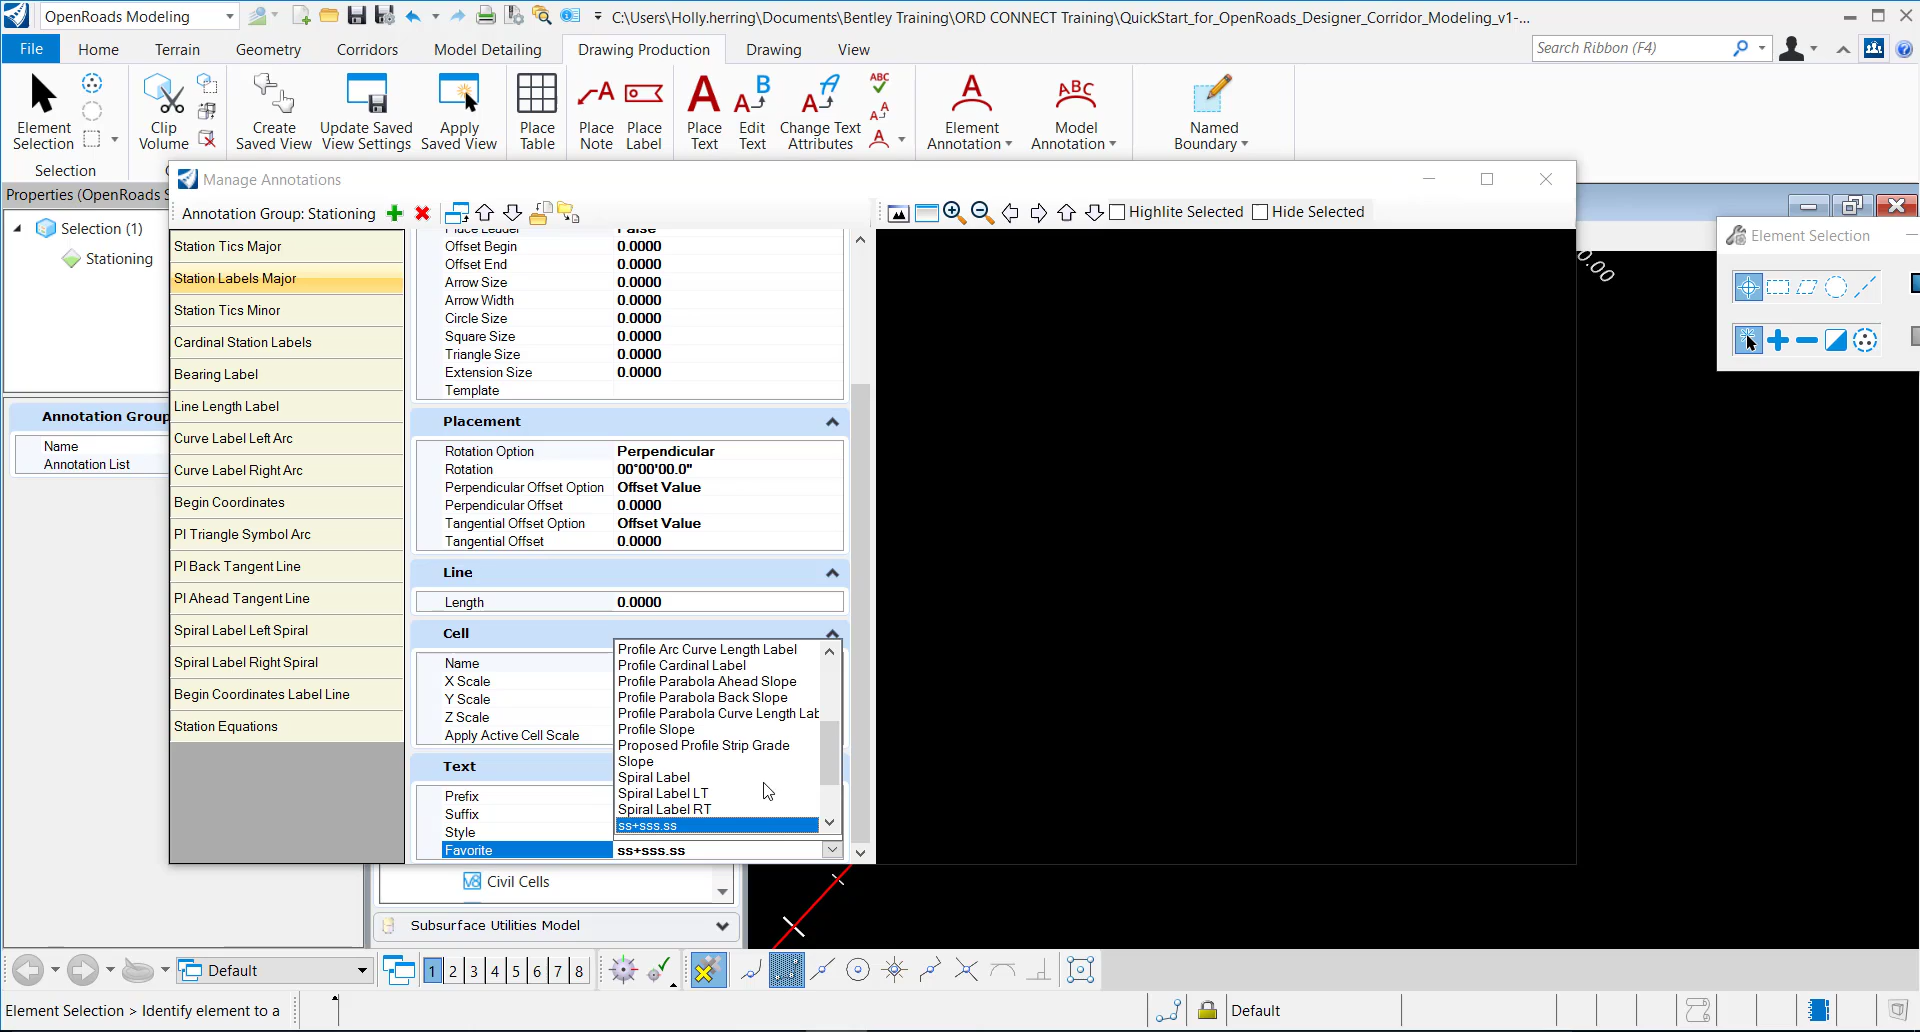 OpenRoads Modeling
C:\Users\Holly.herring\Documents\Bentley Training\ORD CONNECT Training\QuickStart_for_OpenRoads_Designer_Corridor_Modeling_v1-...
File Home Terrain Geometry Corridors Model Detailing Drawing Production Drawing View
Search Ribbon (F4)
Element Selection
Clip Volume
Create Saved View
Update Saved View Settings
Apply Saved View
Place Table
Place Note
Place Label
Place Text
Edit Text
Change Text Attributes
Element Annotation
Model Annotation
Named Boundary
Selection
Properties (OpenRoads S
Manage Annotations
Annotation Group: Stationing
Highlite Selected
Hide Selected
Selection (1)
Stationing
Annotation Group
Name
Annotation List
Station Tics Major
Station Labels Major
Station Tics Minor
Cardinal Station Labels
Bearing Label
Line Length Label
Curve Label Left Arc
Curve Label Right Arc
Begin Coordinates
PI Triangle Symbol Arc
PI Back Tangent Line
PI Ahead Tangent Line
Spiral Label Left Spiral
Spiral Label Right Spiral
Begin Coordinates Label Line
Station Equations
Place Leader False
Offset Begin 0.0000
Offset End 0.0000
Arrow Size 0.0000
Arrow Width 0.0000
Circle Size 0.0000
Square Size 0.0000
Triangle Size 0.0000
Extension Size 0.0000
Template
Placement
Rotation Option Perpendicular
Rotation 00°00'00.0"
Perpendicular Offset Option Offset Value
Perpendicular Offset 0.0000
Tangential Offset Option Offset Value
Tangential Offset 0.0000
Line
Length 0.0000
Cell
Name
X Scale
Y Scale
Z Scale
Apply Active Cell Scale
Text
Prefix
Suffix
Style
Favorite ss+sss.ss
Profile Arc Curve Length Label
Profile Cardinal Label
Profile Parabola Ahead Slope
Profile Parabola Back Slope
Profile Parabola Curve Length Lab
Profile Slope
Proposed Profile Strip Grade
Slope
Spiral Label
Spiral Label LT
Spiral Label RT
ss+sss.ss
0.00
Element Selection
Civil Cells
Subsurface Utilities Model
Default
1 2 3 4 5 6 7 8
Element Selection > Identify element to a
Default